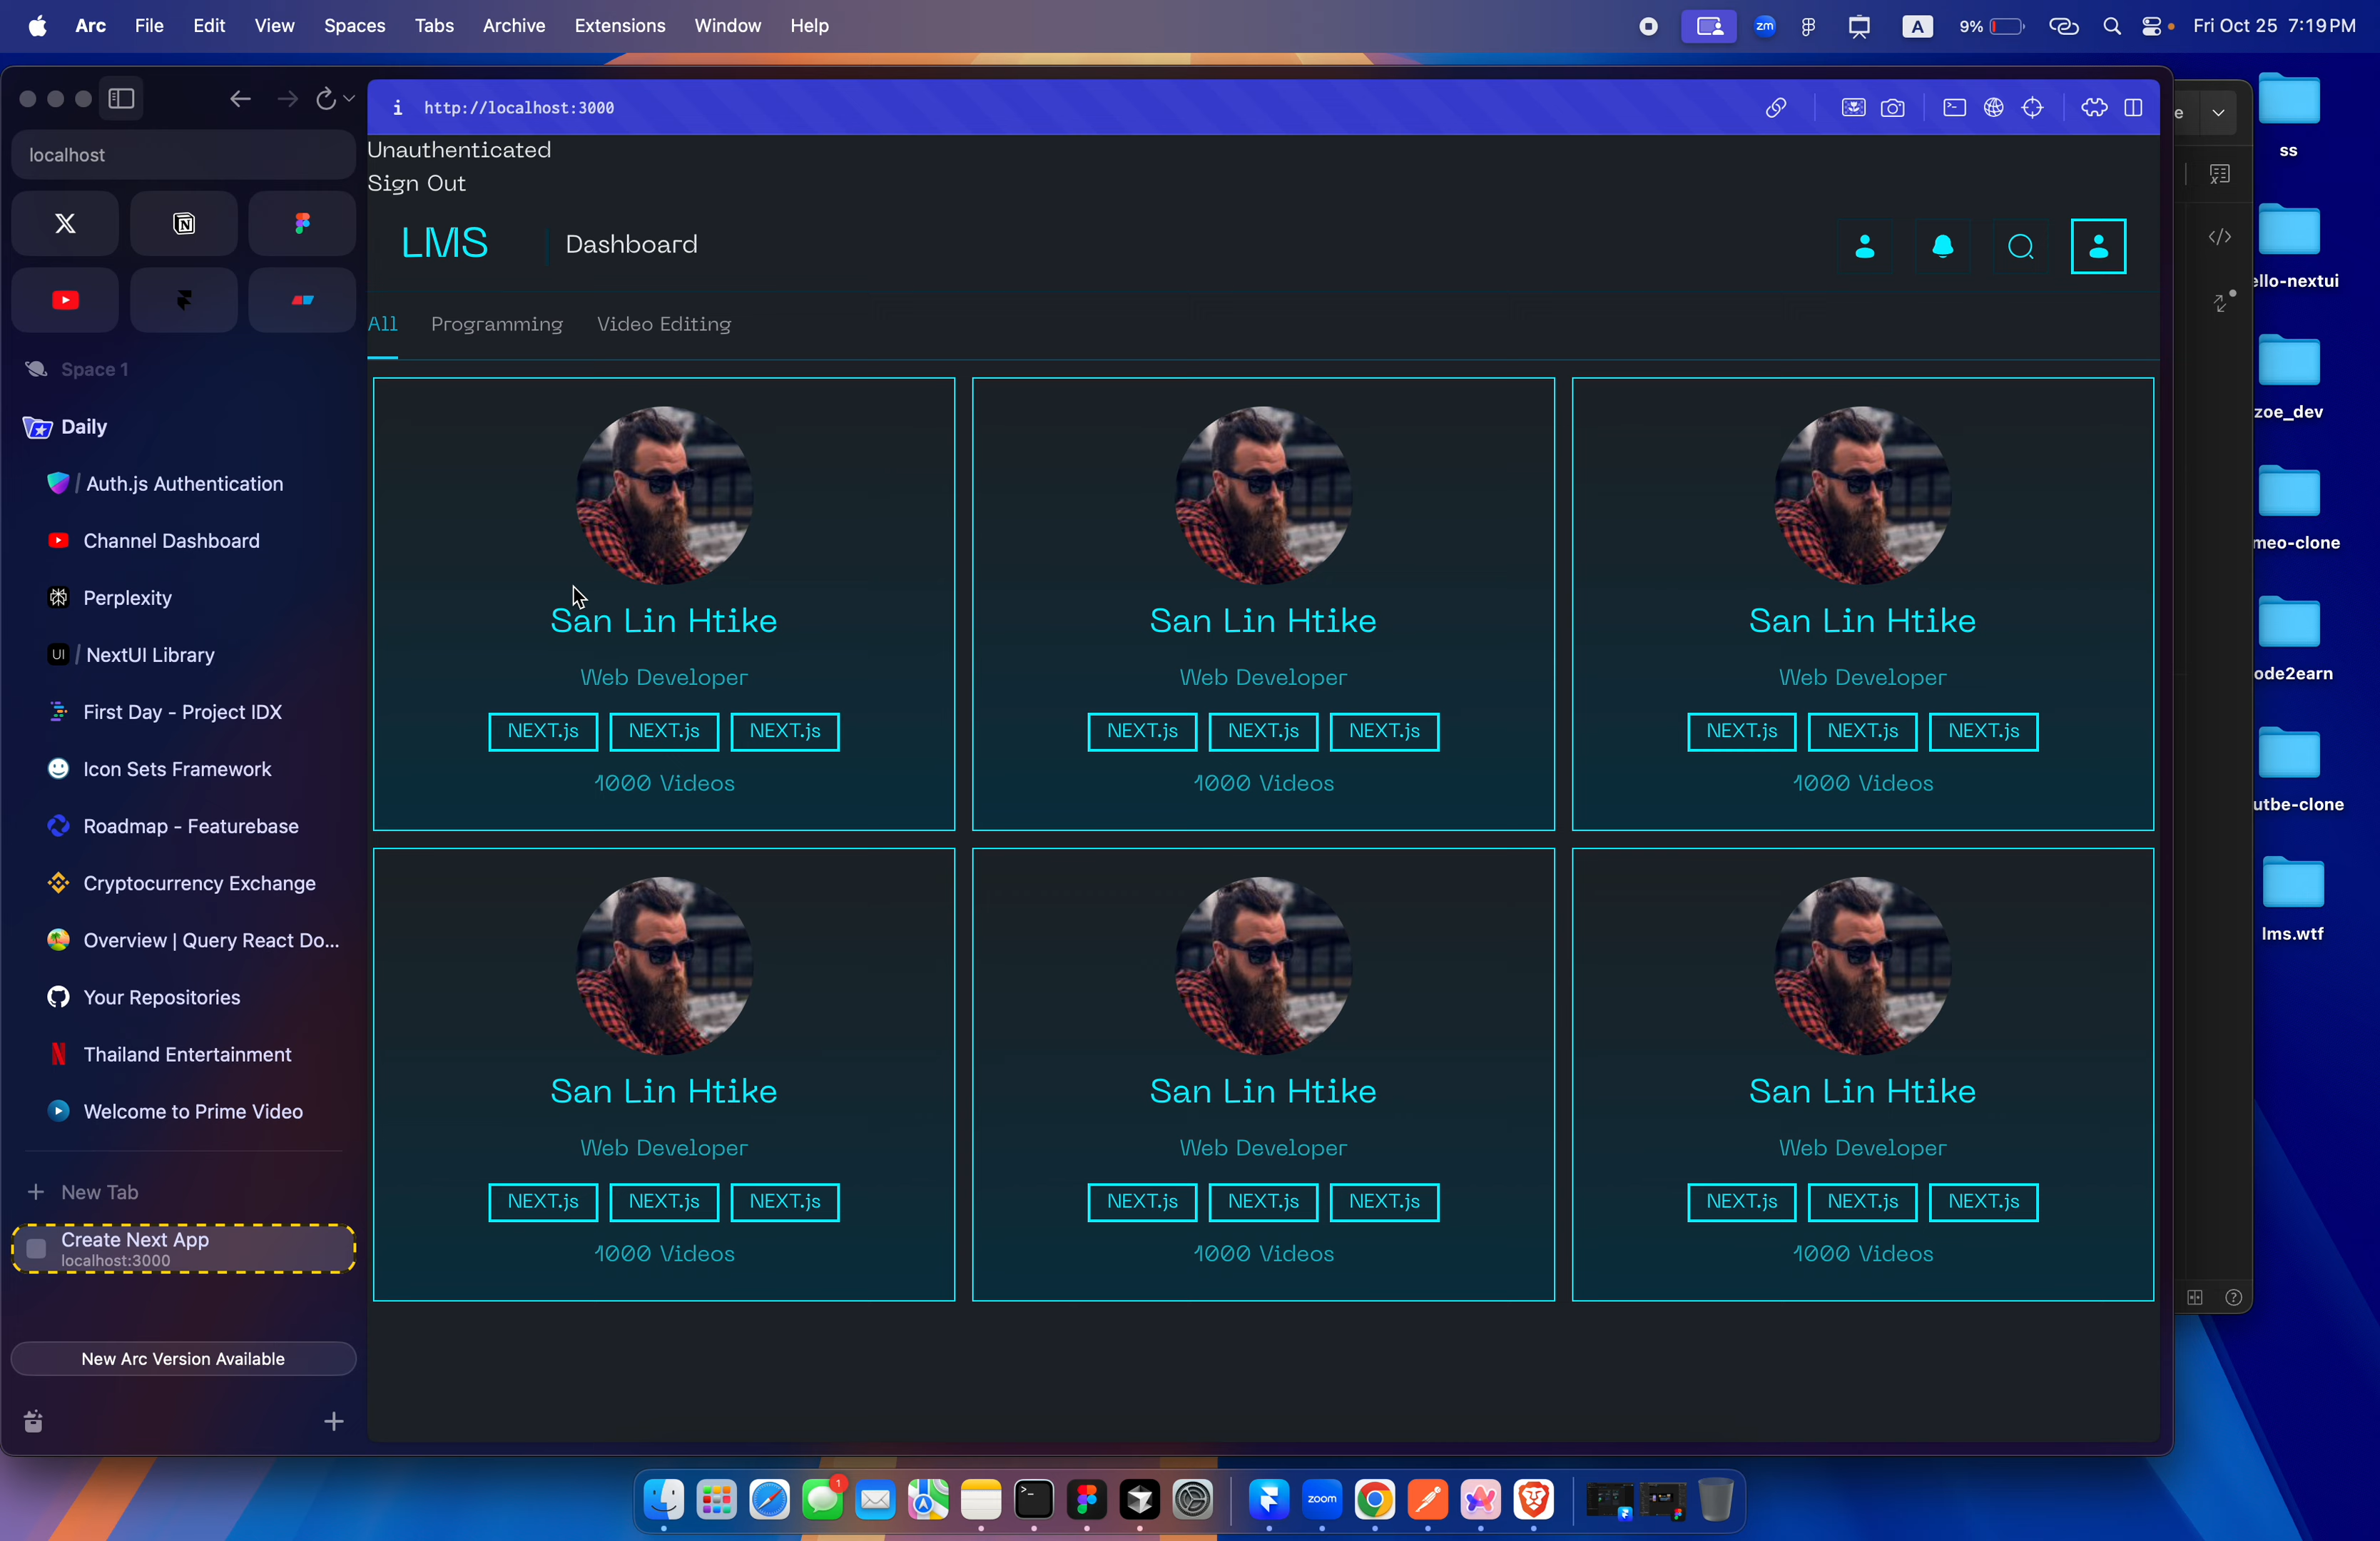 Arc File Edit View Spaces Tabs Archive Extensions Window Help
zm A 9% Fri Oct 25 7:19 PM
http://localhost:3000
localhost
Space 1
Daily
/ Auth.js Authentication
Channel Dashboard
Perplexity
UI / NextUI Library
First Day - Project IDX
Icon Sets Framework
Roadmap - Featurebase
Cryptocurrency Exchange
Overview | Query React Do...
Your Repositories
Thailand Entertainment
Welcome to Prime Video
New Tab
Create Next App
localhost:3000
New Arc Version Available
Unauthenticated
Sign Out
LMS Dashboard
All Programming Video Editing
San Lin Htike San Lin Htike San Lin Htike
Web Developer Web Developer Web Developer
NEXT.js NEXT.js NEXT.js NEXT.js NEXT.js NEXT.js NEXT.js NEXT.js NEXT.js
1000 Videos 1000 Videos 1000 Videos
San Lin Htike San Lin Htike San Lin Htike
Web Developer Web Developer Web Developer
NEXT.js NEXT.js NEXT.js NEXT.js NEXT.js NEXT.js NEXT.js NEXT.js NEXT.js
1000 Videos 1000 Videos 1000 Videos
e
ss
ello-nextui
zoe_dev
meo-clone
ode2earn
utbe-clone
lms.wtf
1
zoom